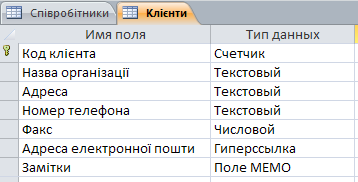 Співробітники Клієнти
Имя поля Тип данных
Код клієнта Счетчик
Назва організації Текстовый
Адреса Текстовый
Номер телефона Текстовый
Факс Числовой
Адреса електронної пошти Гиперссылка
Замітки Поле МЕМО